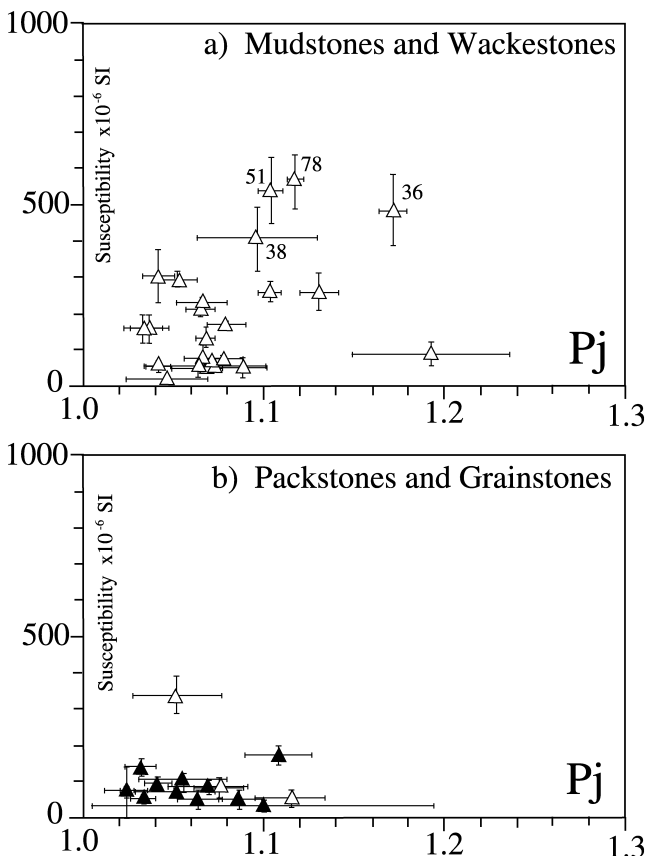 1000
a) Mudstones and Wackestones
Susceptibility x10⁻⁶ SI
51
78
36
500
38
Pj
0
1.0 1.1 1.2 1.3
1000
b) Packstones and Grainstones
Susceptibility x10⁻⁶ SI
500
Pj
0
1.0 1.1 1.2 1.3